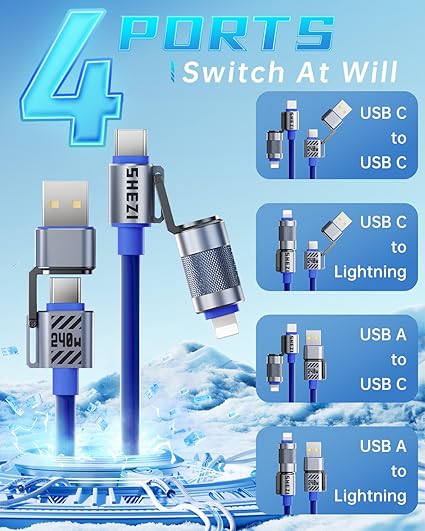 4 PORTS
Switch At Will
USB C
to
USB C
USB C
to
Lightning
USB A
to
USB C
USB A
to
Lightning
SHEZI
240W